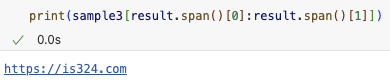 print(sample3[result.span()[0]:result.span()[1]])
✓ 0.0s
https://is324.com